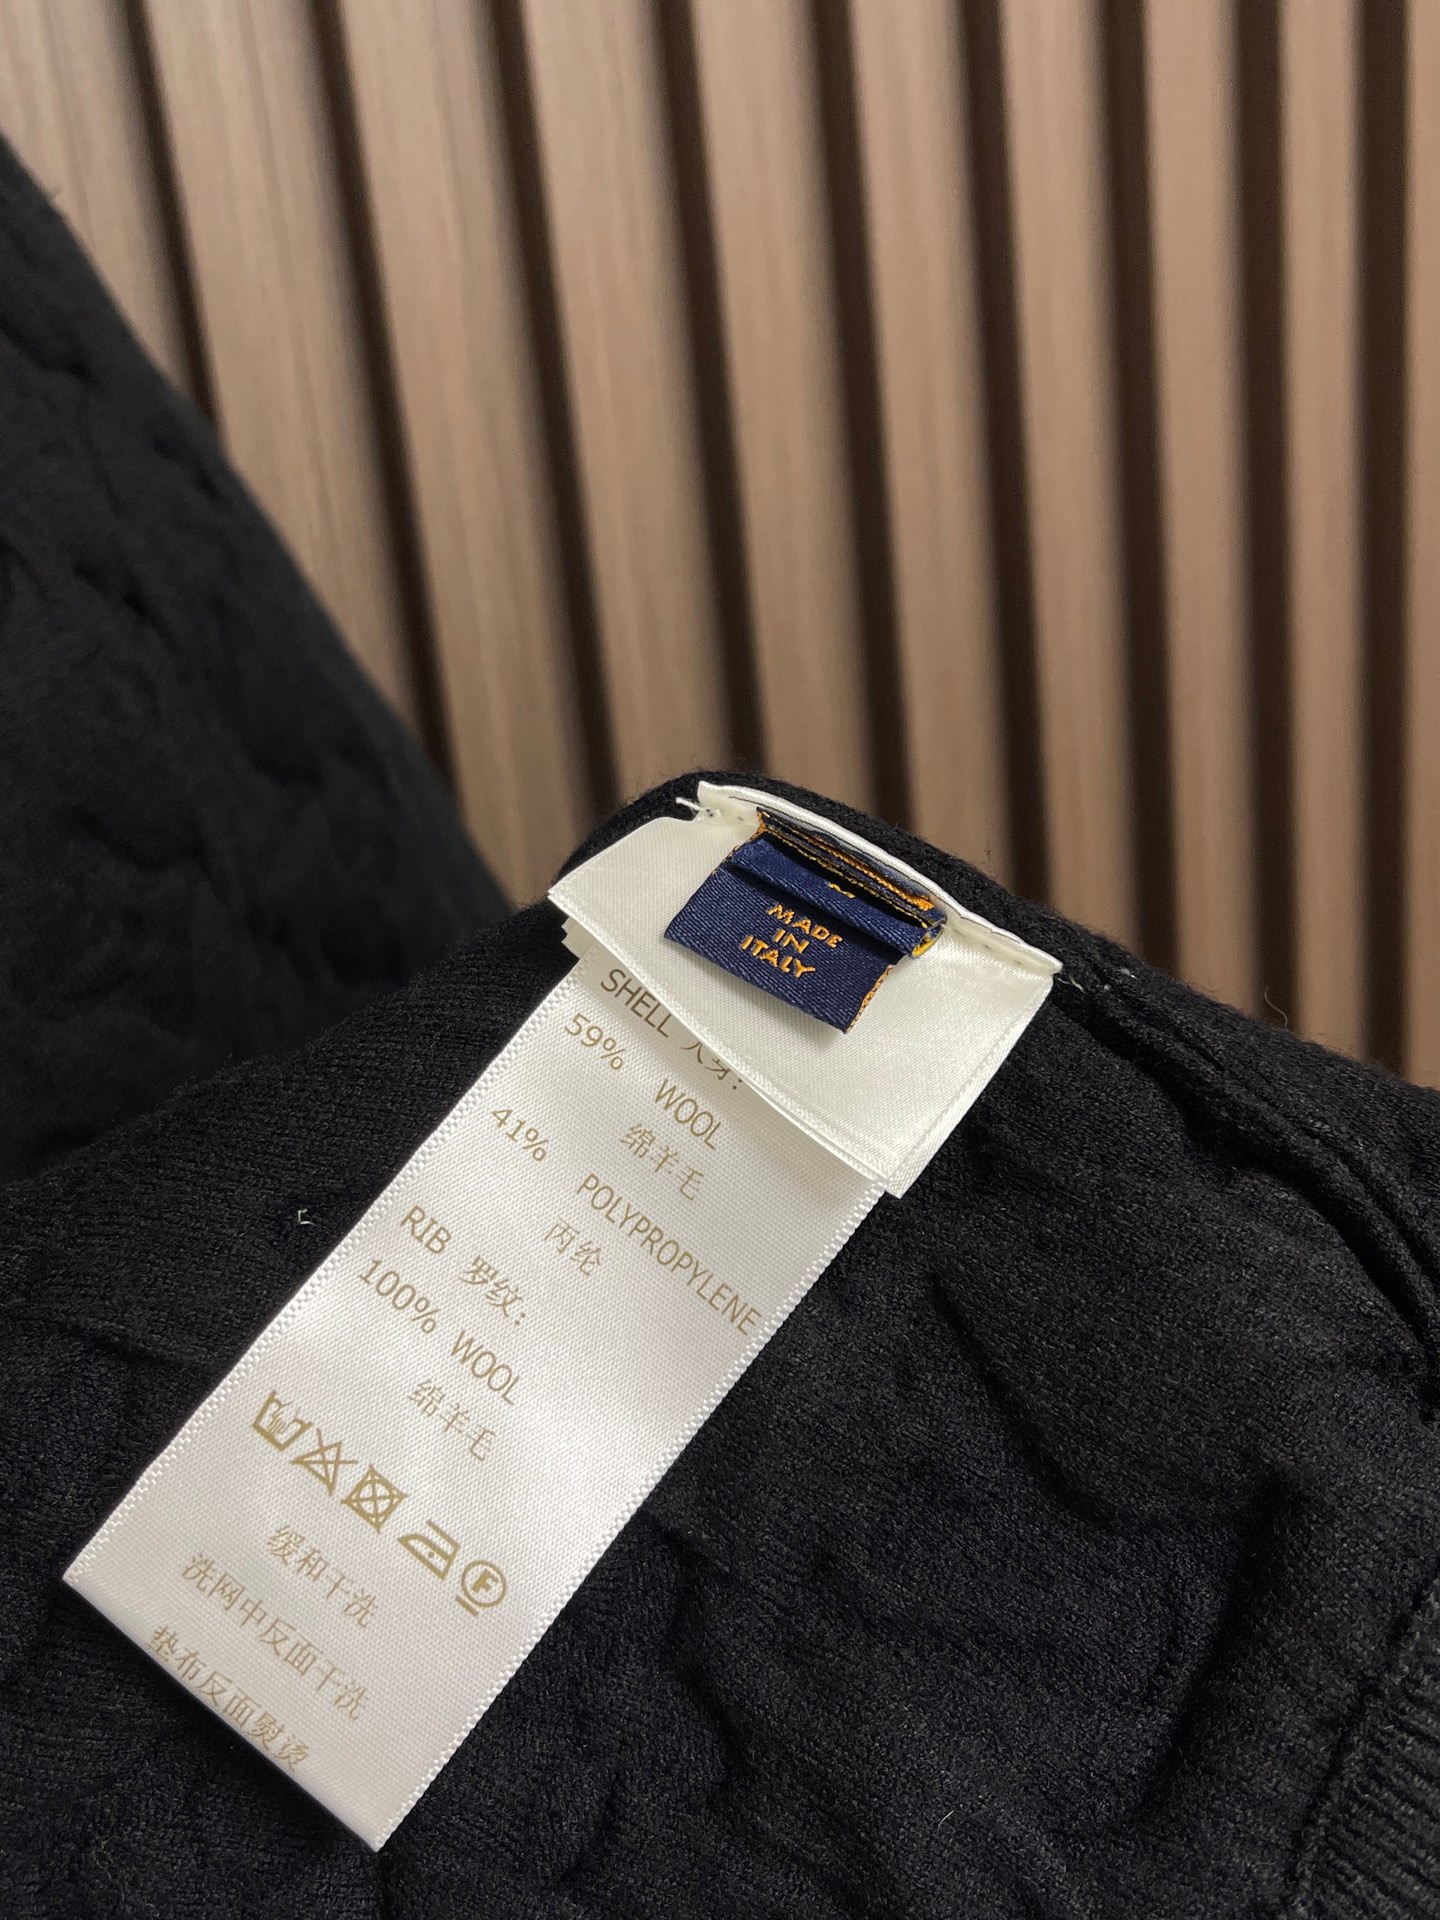 MADE
IN
ITALY
SHELL 大身:
59% WOOL
绵羊毛
41% POLYPROPYLENE
丙纶
RIB 罗纹:
100% WOOL
绵羊毛
F
缓和干洗
洗网中反面干洗
垫布反面熨烫